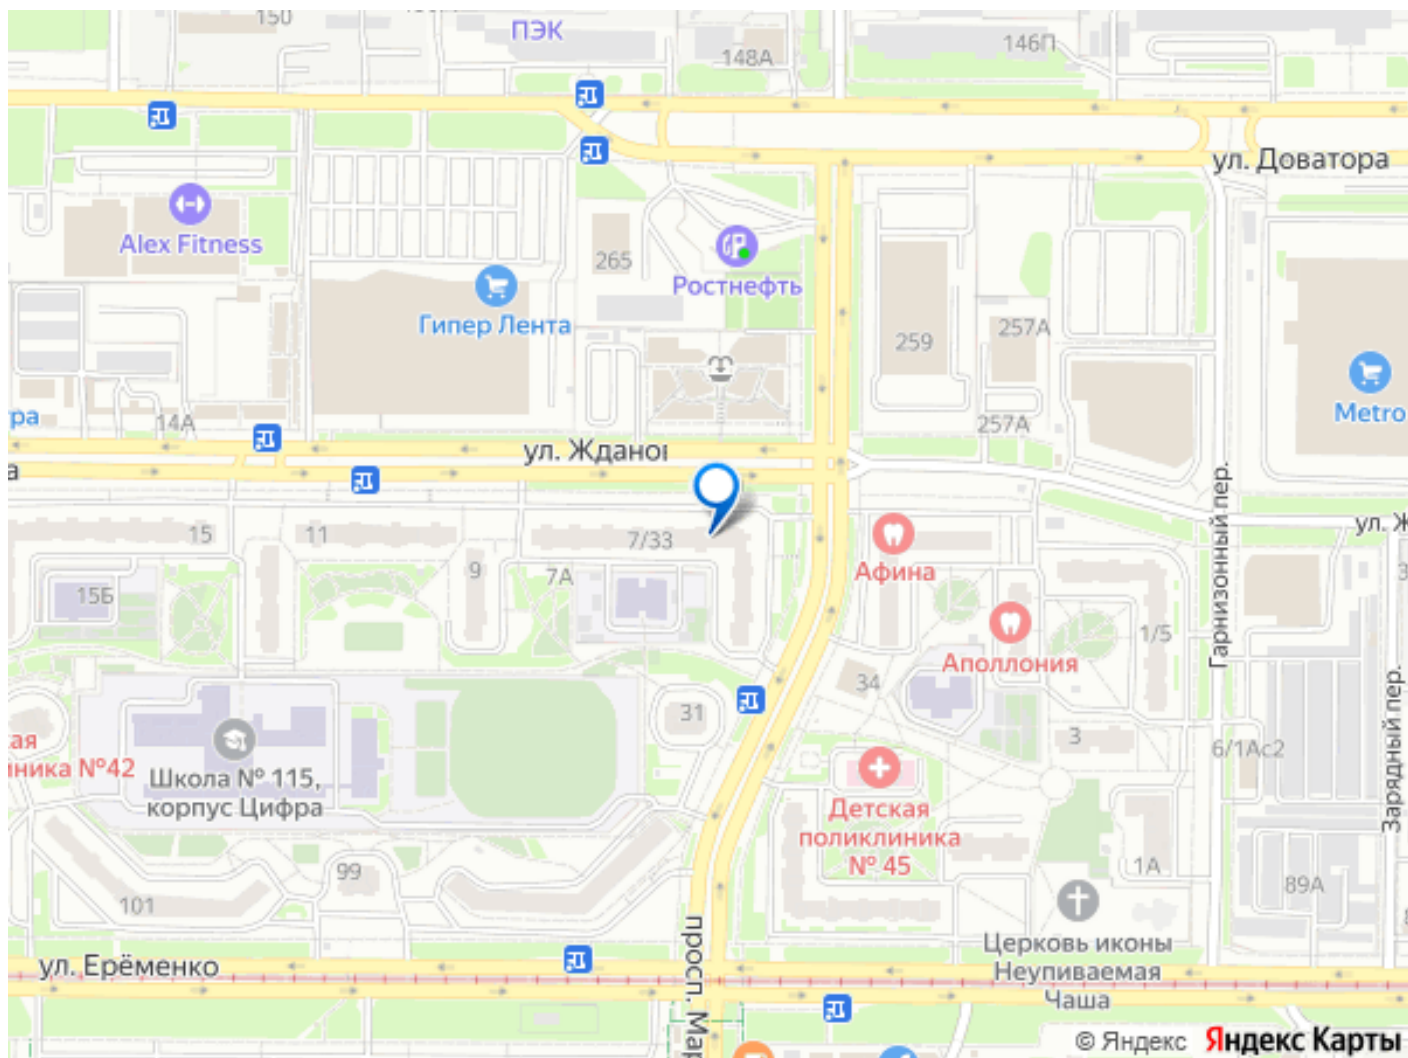 150
ПЭК
148А
146П
ул. Доватора
Alex Fitness
265
Ростнефть
Гипер Лента
259
257А
Metro
14А
257А
ул. Ждано
15
11
7/33
9
7А
15Б
Афина
Аполлония
1/5
Гарнизонный пер.
34
31
3
6/1Ас2
Зарядный пер.
№42
Школа № 115,
корпус Цифра
Детская
поликлиника
№ 45
99
101
1А
89А
ул. Ерёменко
просп. Мар
Церковь иконы
Неупиваемая
Чаша
© Яндекс Яндекс Карты